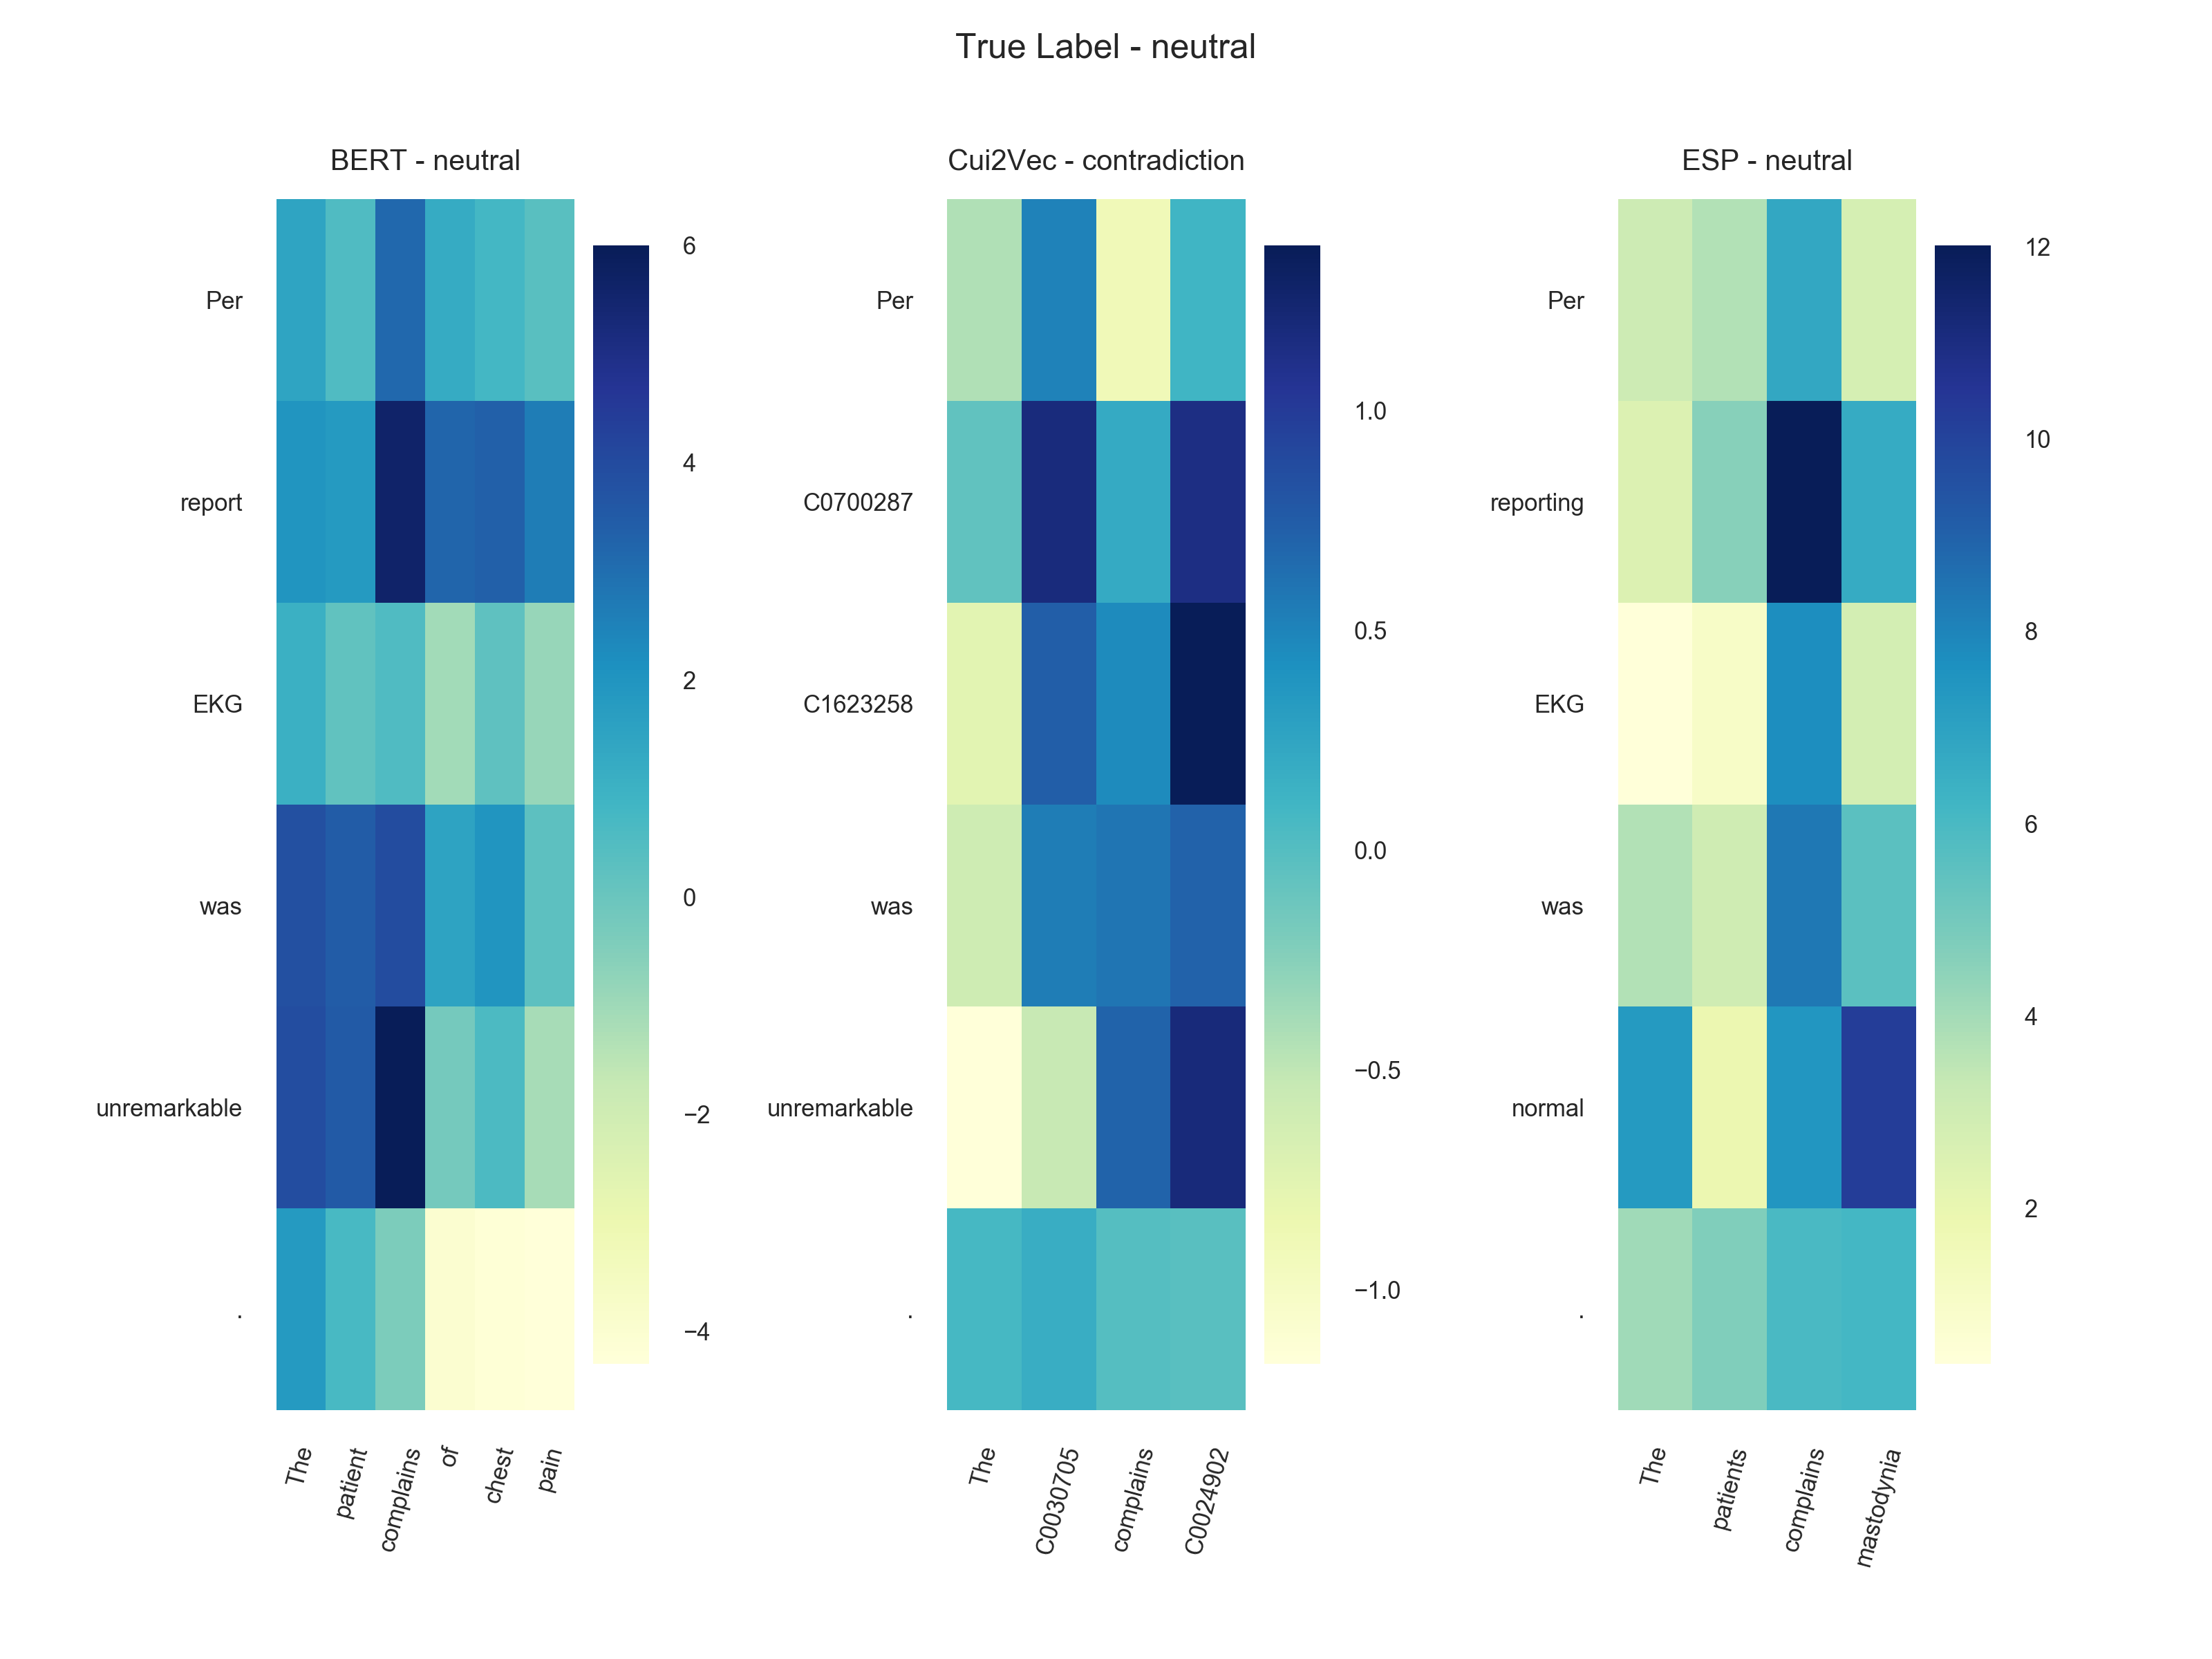 True Label - neutral
BERT - neutral
Per
report
EKG
was
unremarkable
.
The
patient
complains
of
chest
pain
6
4
2
0
−2
−4
Cui2Vec - contradiction
Per
C0700287
C1623258
was
unremarkable
.
The
C0030705
complains
C0024902
1.0
0.5
0.0
−0.5
−1.0
ESP - neutral
Per
reporting
EKG
was
normal
.
The
patients
complains
mastodynia
12
10
8
6
4
2